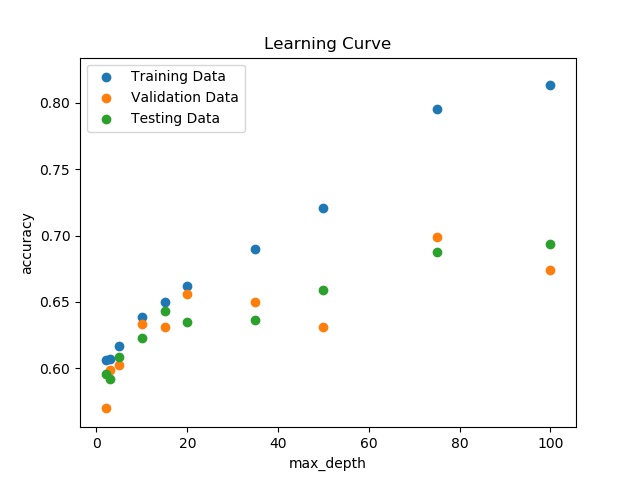 Learning Curve
Training Data
Validation Data
Testing Data
0.80
0.75
0.70
0.65
0.60
accuracy
0 20 40 60 80 100
max_depth